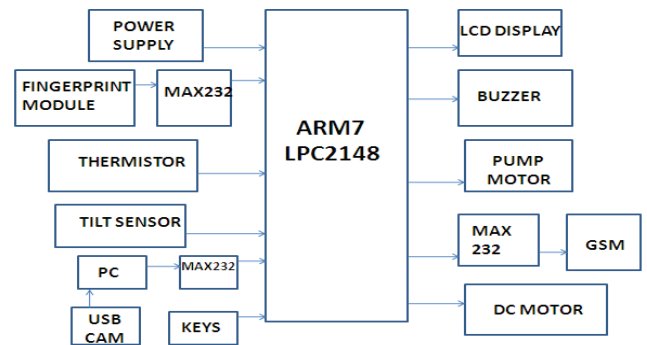 POWER
SUPPLY
FINGERPRINT
MODULE
MAX232
THERMISTOR
TILT SENSOR
PC
MAX232
USB
CAM
KEYS
ARM7
LPC2148
LCD DISPLAY
BUZZER
PUMP
MOTOR
MAX
232
GSM
DC MOTOR